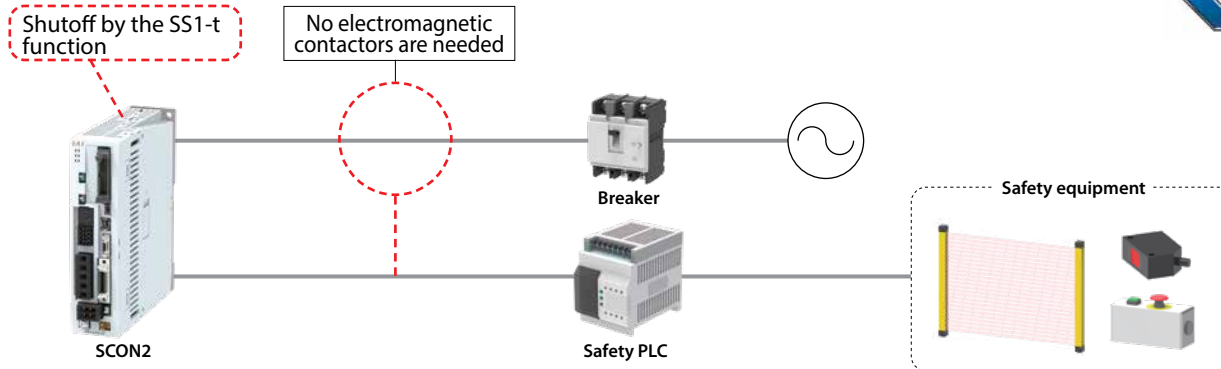 Shutoff by the SS1-t
function
No electromagnetic
contactors are needed
Breaker
Safety equipment
SCON2
Safety PLC